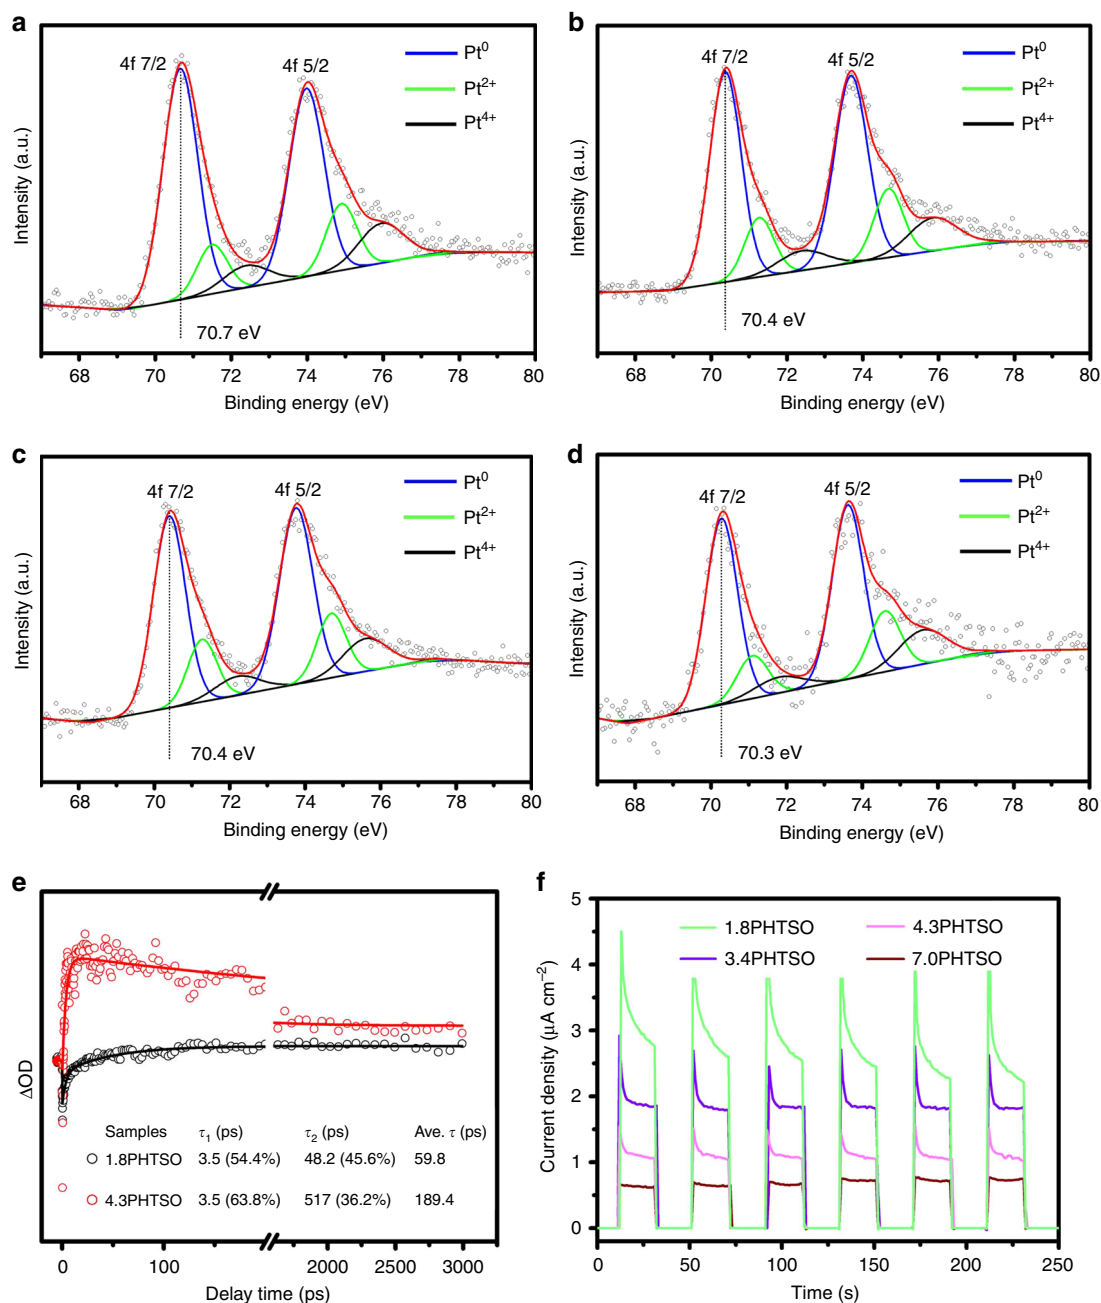 a
4f 7/2
4f 5/2
Pt⁰
Pt²⁺
Pt⁴⁺
Intensity (a.u.)
70.7 eV
68 70 72 74 76 78 80
Binding energy (eV)
b
4f 7/2
4f 5/2
Pt⁰
Pt²⁺
Pt⁴⁺
Intensity (a.u.)
70.4 eV
68 70 72 74 76 78 80
Binding energy (eV)
c
4f 7/2
4f 5/2
Pt⁰
Pt²⁺
Pt⁴⁺
Intensity (a.u.)
70.4 eV
68 70 72 74 76 78 80
Binding energy (eV)
d
4f 7/2
4f 5/2
Pt⁰
Pt²⁺
Pt⁴⁺
Intensity (a.u.)
70.3 eV
68 70 72 74 76 78 80
Binding energy (eV)
e
ΔOD
Samples τ₁ (ps) τ₂ (ps) Ave. τ (ps)
1.8PHTSO 3.5 (54.4%) 48.2 (45.6%) 59.8
4.3PHTSO 3.5 (63.8%) 517 (36.2%) 189.4
0 100 2000 3000
Delay time (ps)
f
5
4
3
2
1
0
Current density (μA cm⁻²)
1.8PHTSO 4.3PHTSO
3.4PHTSO 7.0PHTSO
0 50 100 150 200 250
Time (s)